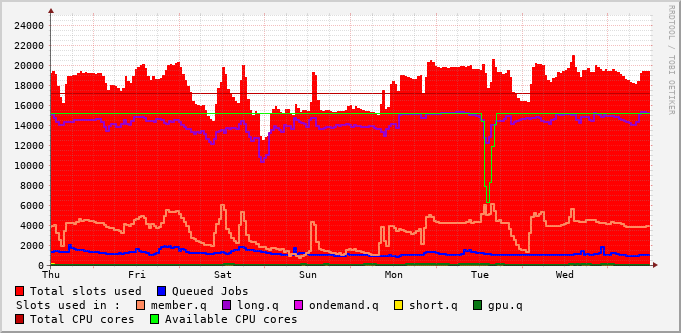 24000
22000
20000
18000
16000
14000
12000
10000
8000
6000
4000
2000
0
Thu Fri Sat Sun Mon Tue Wed
RRDTOOL / TOBI OETIKER
Total slots used Queued Jobs
Slots used in : member.q long.q ondemand.q short.q gpu.q
Total CPU cores Available CPU cores